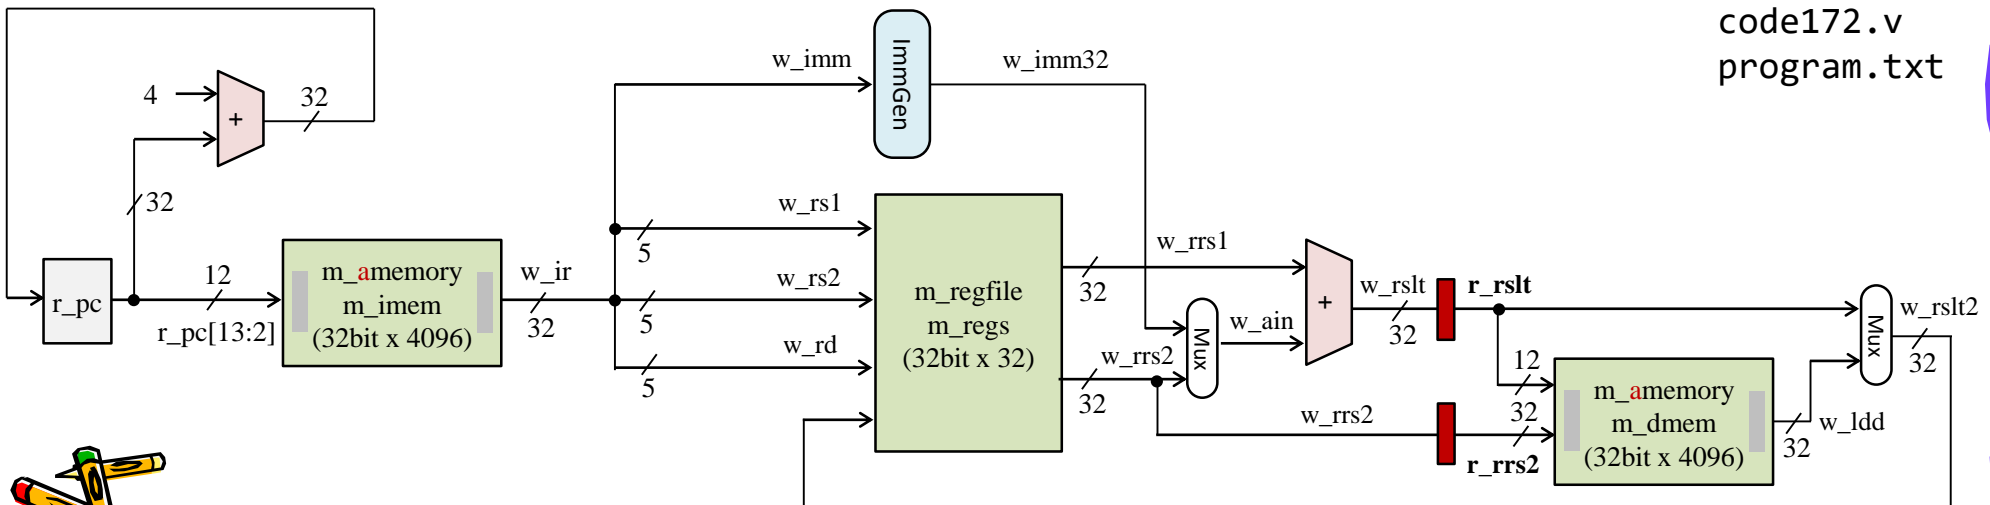 code172.v
program.txt
4
+
32
32
r_pc
12
r_pc[13:2]
m_amemory
m_imem
(32bit x 4096)
w_ir
32
w_imm
ImmGen
w_imm32
w_rs1
5
w_rs2
5
w_rd
5
m_regfile
m_regs
(32bit x 32)
32
w_rrs1
w_rrs2
32
Mux
w_ain
+
w_rslt
32
r_rslt
w_rrs2
r_rrs2
12
32
m_amemory
m_dmem
(32bit x 4096)
32
w_ldd
Mux
w_rslt2
32